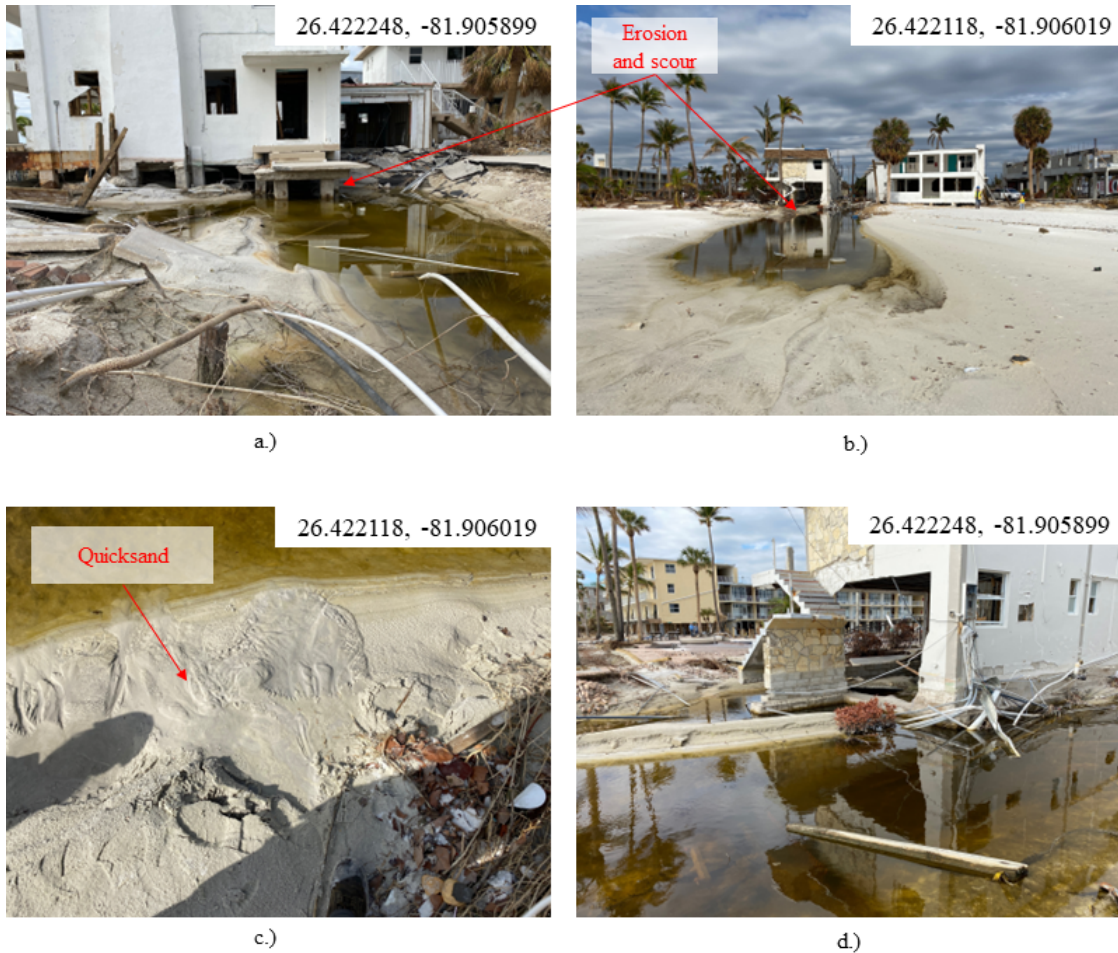 26.422248, -81.905899
Erosion
and scour
26.422118, -81.906019
a.)
b.)
Quicksand
26.422118, -81.906019
26.422248, -81.905899
c.)
d.)